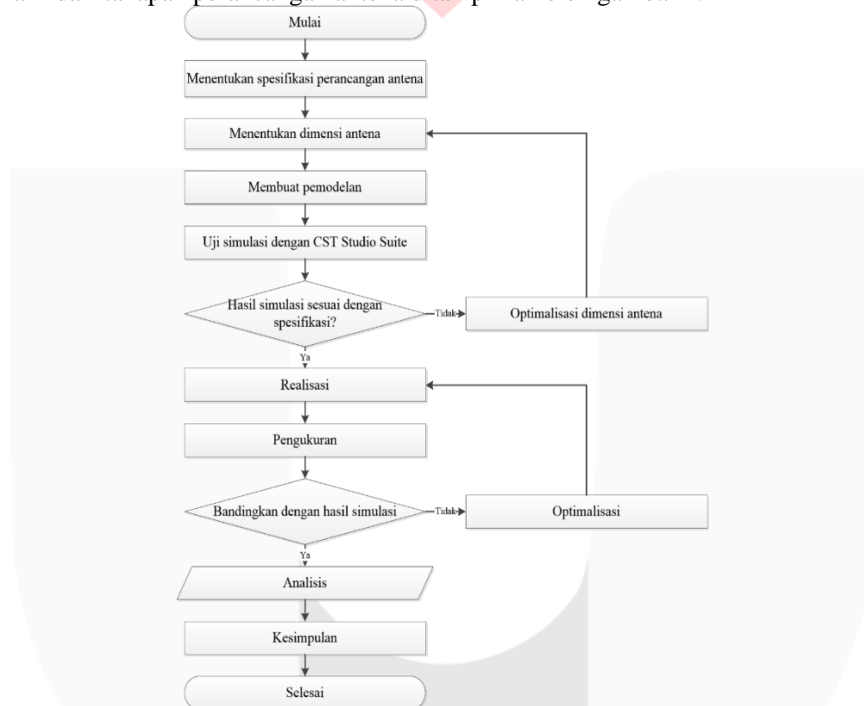 Mulai
Menentukan spesifikasi perancangan antena
Menentukan dimensi antena
Membuat pemodelan
Uji simulasi dengan CST Studio Suite
Hasil simulasi sesuai dengan
spesifikasi?
Tidak
Optimalisasi dimensi antena
Ya
Realisasi
Pengukuran
Bandingkan dengan hasil simulasi
Tidak
Optimalisasi
Ya
Analisis
Kesimpulan
Selesai